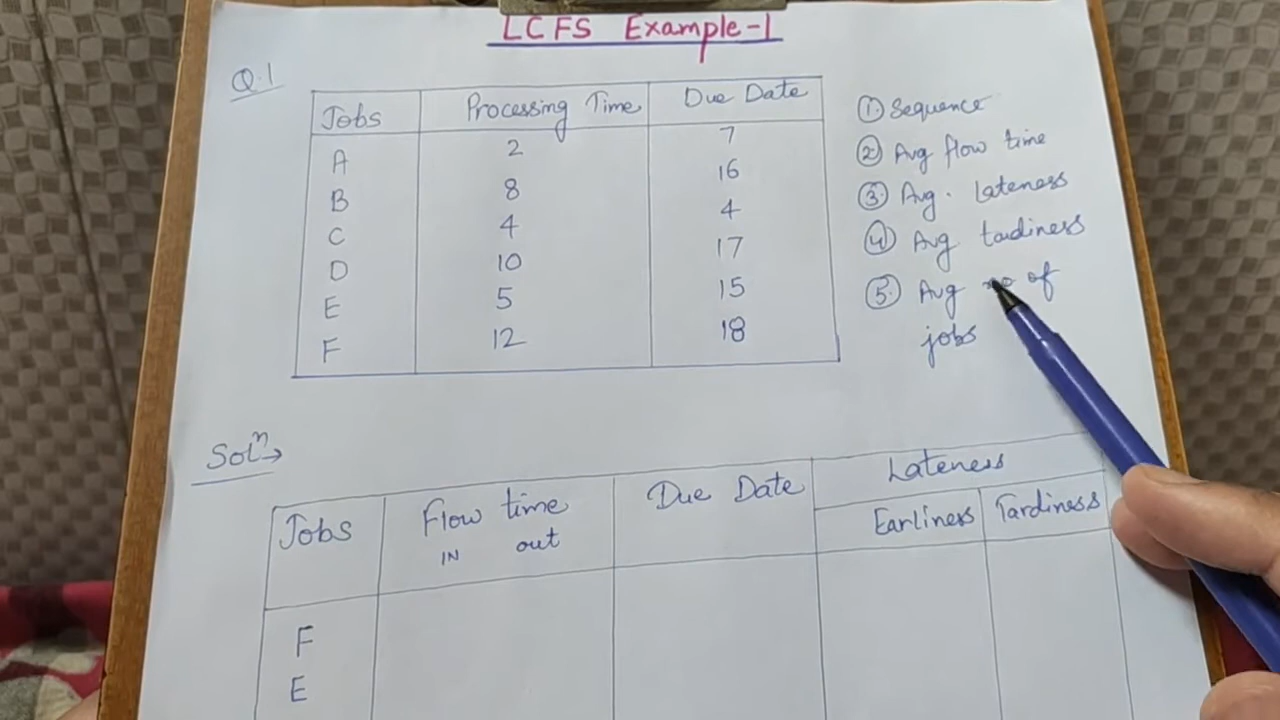 LCFS Example-1
Q.1
Jobs Processing Time Due Date
A 2 7
B 8 16
C 4 4
D 10 17
E 5 15
F 12 18
① Sequence
② Avg flow time
③ Avg. Lateness
④ Avg tardiness
⑤ Avg no of
jobs
Solⁿ→
Jobs Flow time Due Date Lateness
IN out Earliness Tardiness
F
E